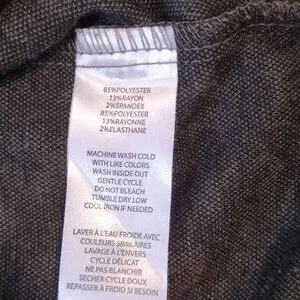 85%POLYESTER
13%RAYON
2%SPANDEX
85%POLYESTER
13%RAYONNE
2%ELASTHANE
MACHINE WASH COLD
WITH LIKE COLORS
WASH INSIDE OUT
GENTLE CYCLE
DO NOT BLEACH
TUMBLE DRY LOW
COOL IRON IF NEEDED
LAVER À L'EAU FROIDE AVEC
COULEURS SIMILAIRES
LAVAGE À L'ENVERS
CYCLE DÉLICAT
NE PAS BLANCHIR
SECHER CYCLE DOUX
REPASSER À FROID SI BESOIN